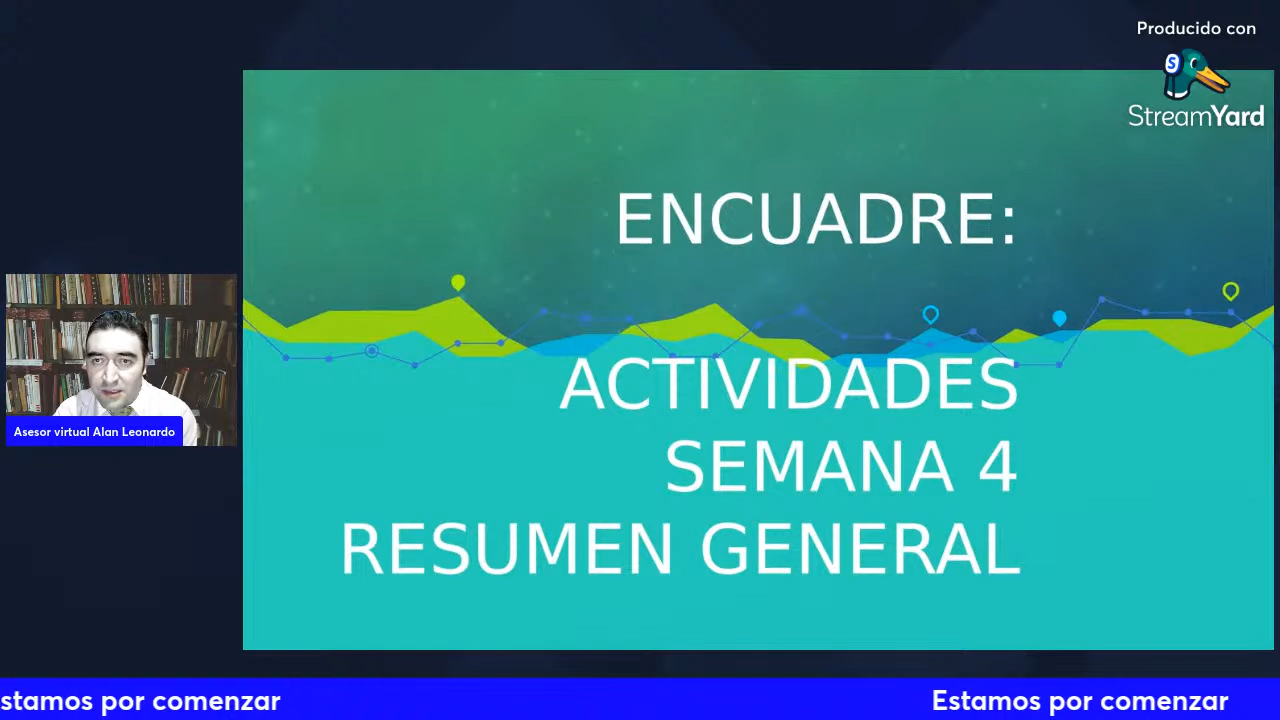 Producido con
StreamYard
ENCUADRE:
ACTIVIDADES
SEMANA 4
RESUMEN GENERAL
Asesor virtual Alan Leonardo
stamos por comenzar
Estamos por comenzar